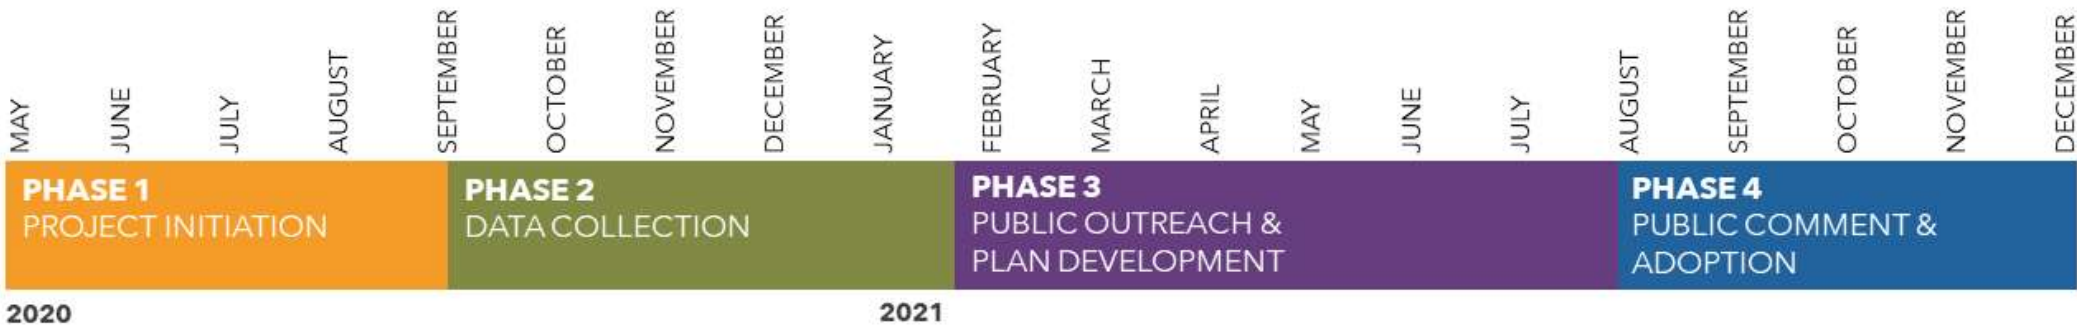 MAY
JUNE
JULY
AUGUST
SEPTEMBER
OCTOBER
NOVEMBER
DECEMBER
JANUARY
FEBRUARY
MARCH
APRIL
MAY
JUNE
JULY
AUGUST
SEPTEMBER
OCTOBER
NOVEMBER
DECEMBER
PHASE 1
PROJECT INITIATION
PHASE 2
DATA COLLECTION
PHASE 3
PUBLIC OUTREACH &
PLAN DEVELOPMENT
PHASE 4
PUBLIC COMMENT &
ADOPTION
2020
2021